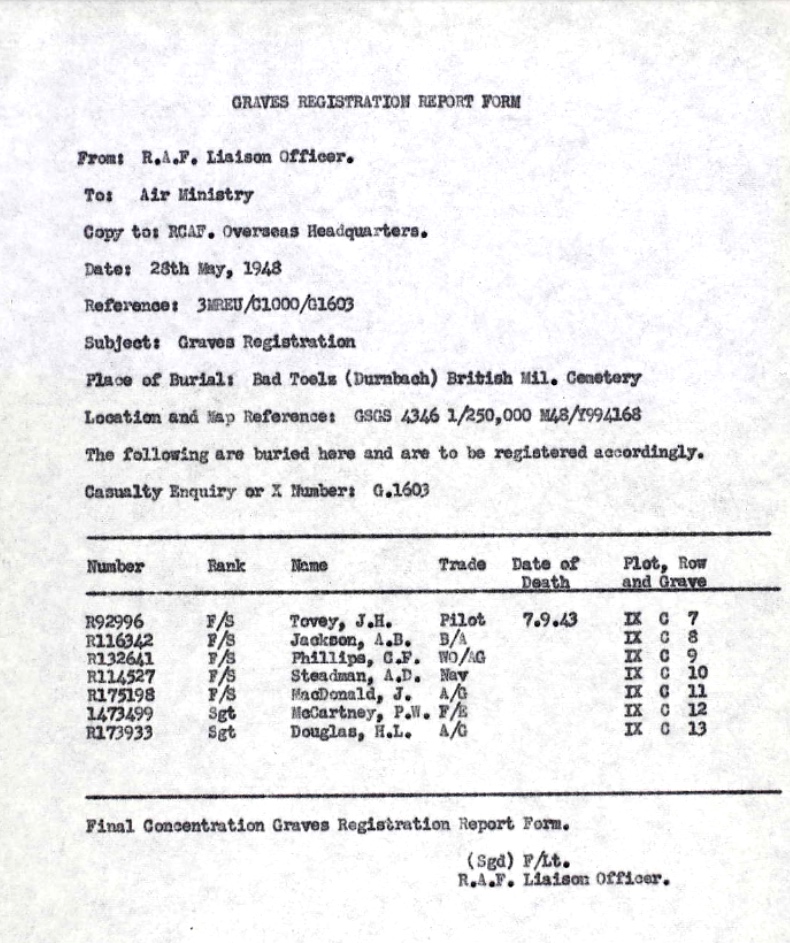 GRAVES REGISTRATION REPORT FORM
From: R.A.F. Liaison Officer.
To: Air Ministry
Copy to: RCAF. Overseas Headquarters.
Date: 28th May, 1948
Reference: 3MREU/C1000/G1603
Subject: Graves Registration
Place of Burial: Bad Toelz (Durnbach) British Mil. Cemetery
Location and Map Reference: GSGS 4346 1/250,000 M48/Y994168
The following are buried here and are to be registered accordingly.
Casualty Enquiry or X Number: G.1603
Number Rank Name Trade Date of Death Plot, Row and Grave
R92996 F/S Tovey, J.H. Pilot 7.9.43 IX C 7
R116342 F/S Jackson, A.B. B/A IX C 8
R132641 F/S Phillips, C.F. WO/AG IX C 9
R114527 F/S Steadman, A.D. Nav IX C 10
R175198 F/S MacDonald, J. A/G IX C 11
1473499 Sgt McCartney, P.W. F/E IX C 12
R173933 Sgt Douglas, H.L. A/G IX C 13
Final Concentration Graves Registration Report Form.
(Sgd) F/Lt.
R.A.F. Liaison Officer.